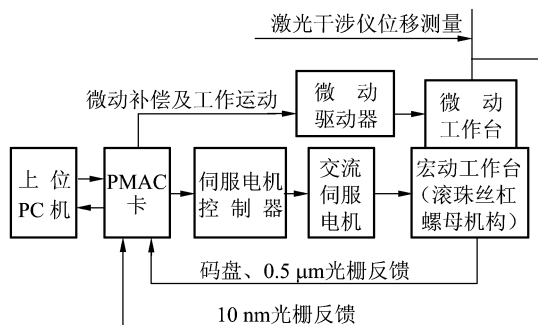 激光干涉仪位移测量
微动补偿及工作运动
微 动
驱动器
微 动
工作台
上 位
PC 机
PMAC
卡
伺服电机
控制器
交流
伺服
电机
宏动工作台
（滚珠丝杠
螺母机构）
码盘、0.5 μm光栅反馈
10 nm光栅反馈